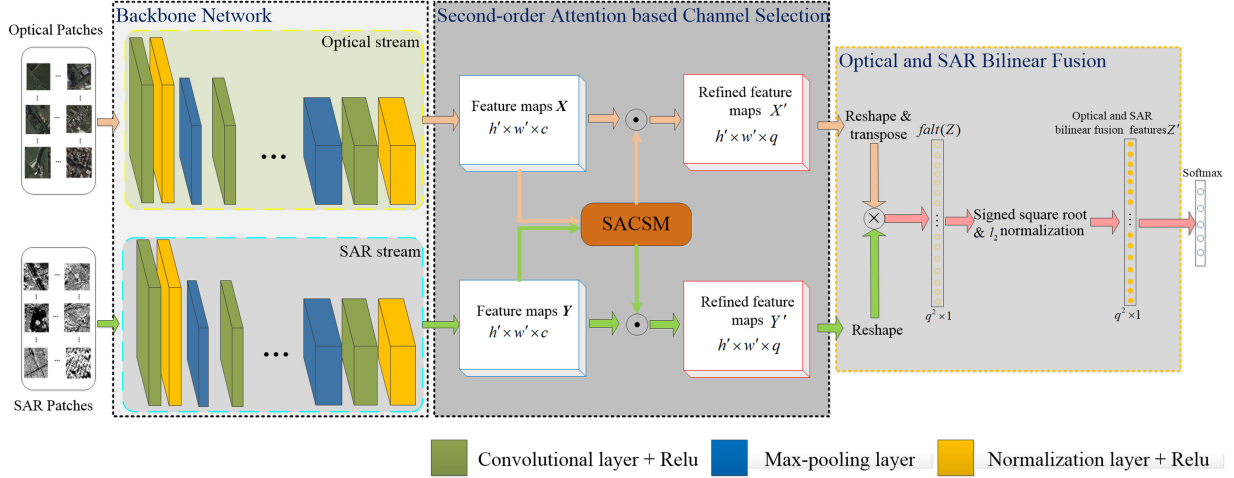 Backbone Network
Second-order Attention based Channel Selection
Optical Patches
Optical stream
Optical and SAR Bilinear Fusion
Feature maps X
h′×w′×c
Refined feature
maps X′
h′×w′×q
Reshape &
transpose
falt(Z)
Optical and SAR
bilinear fusion features Z′
Softmax
SACSM
Signed square root
& l₂ normalization
SAR stream
Feature maps Y
h′×w′×c
Refined feature
maps Y′
h′×w′×q
Reshape
q²×1
q²×1
SAR Patches
Convolutional layer + Relu
Max-pooling layer
Normalization layer + Relu